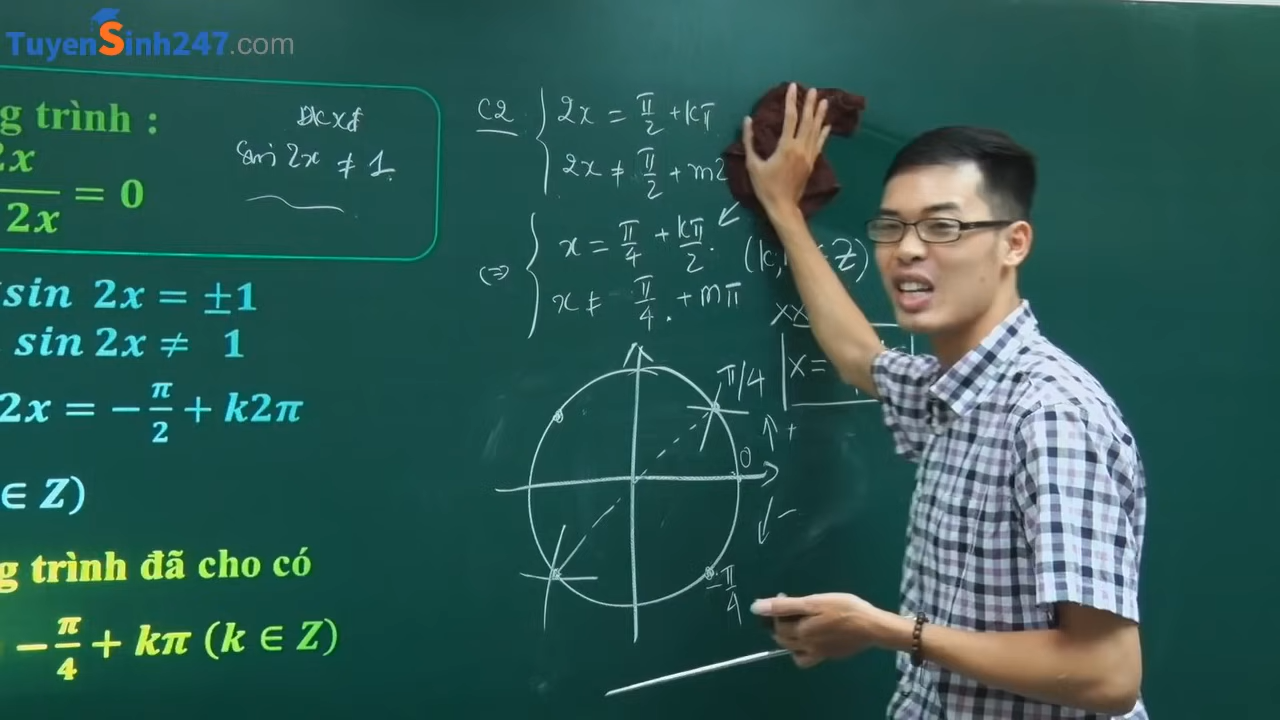 TuyenSinh247.com
g trình :
2x
2x = 0
ĐKXĐ
sin 2x ≠ 1.
sin 2x = ±1
sin 2x ≠ 1
2x = -π/2 + k2π
∈ Z)
g trình đã cho có
-π/4 + kπ (k ∈ Z)
C2 { 2x = π/2 + kπ
2x ≠ π/2 + m2
⇔ { x = π/4 + kπ/2.
x ≠ π/4. + mπ
(k, ∈ Z)
x =
π/4
0
+
-
-π/4